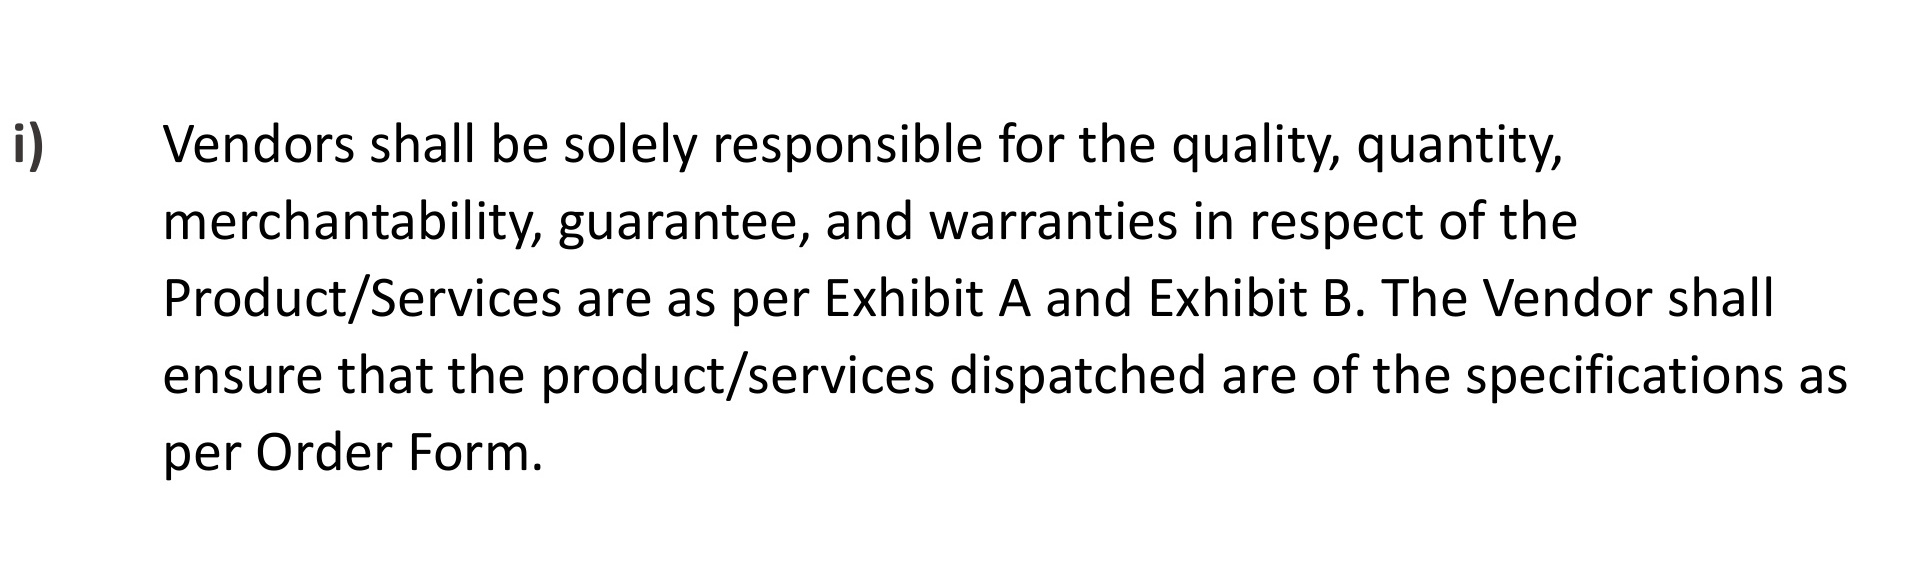 i) Vendors shall be solely responsible for the quality, quantity,
merchantability, guarantee, and warranties in respect of the
Product/Services are as per Exhibit A and Exhibit B. The Vendor shall
ensure that the product/services dispatched are of the specifications as
per Order Form.